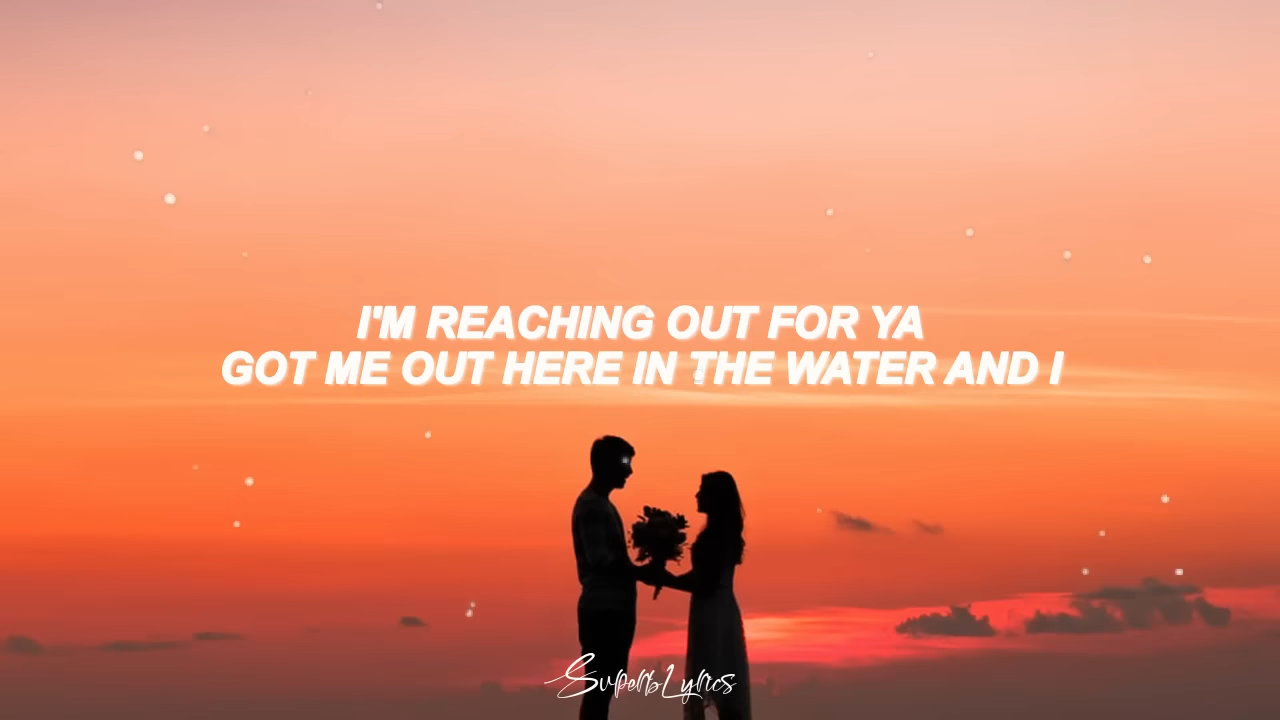 I'M REACHING OUT FOR YA
GOT ME OUT HERE IN THE WATER AND I
SuperbLyrics